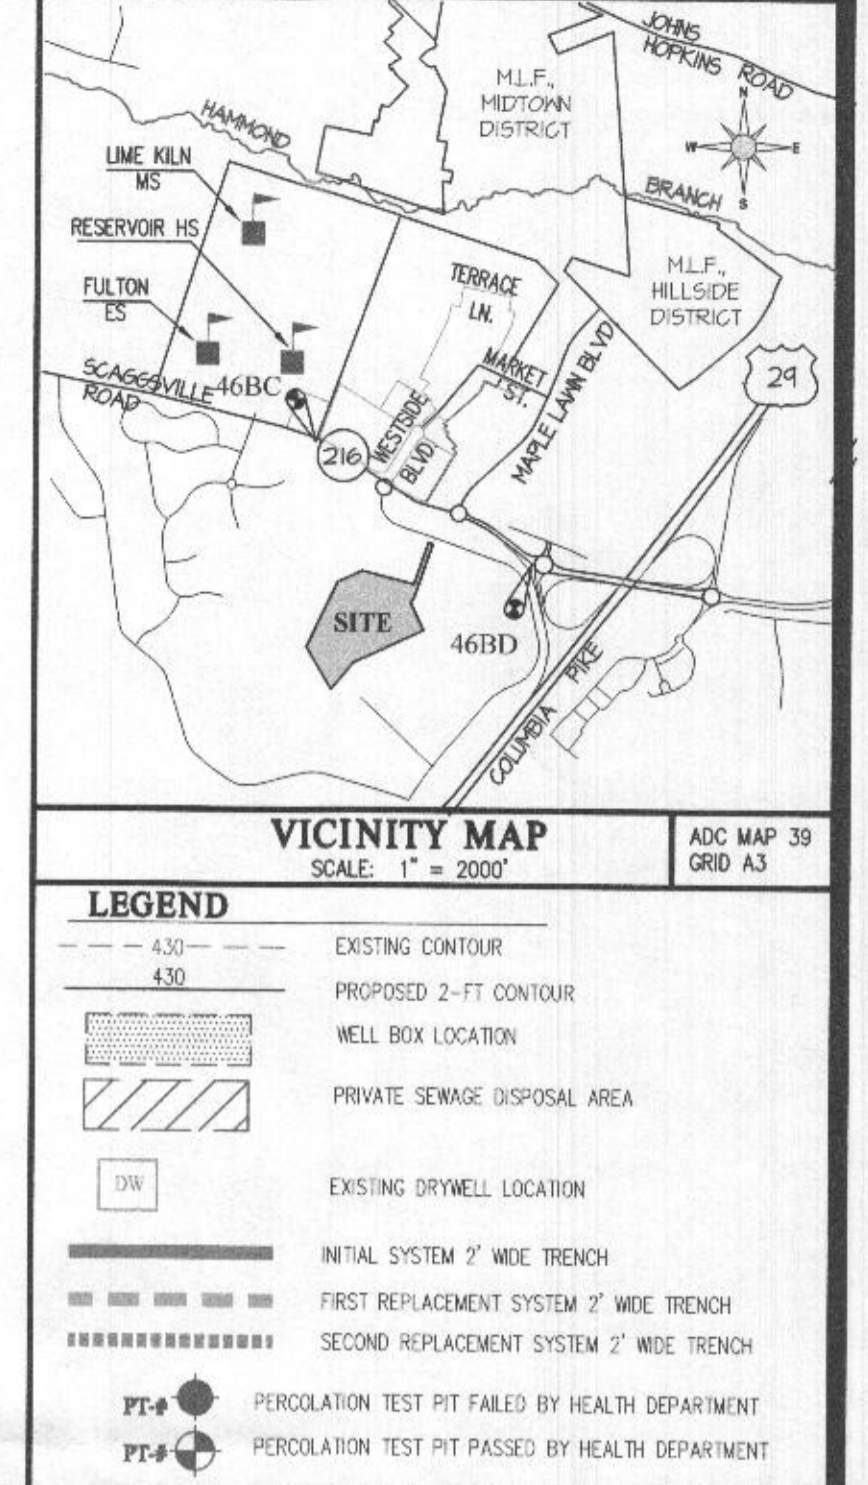 JOHNS
HOPKINS ROAD
M.L.F.,
MIDTOWN
DISTRICT
N
W
E
S
HAMMOND
BRANCH
LIME KILN
MS
RESERVOIR HS
FULTON
ES
TERRACE
LN.
M.L.F.,
HILLSIDE
DISTRICT
MARKET
ST.
MAPLE LAWN BLVD
29
SCAGGSVILLE
ROAD
46BC
216
WESTSIDE
BLVD
SITE
46BD
COLUMBIA PIKE
VICINITY MAP
SCALE: 1" = 2000'
ADC MAP 39
GRID A3
LEGEND
430
EXISTING CONTOUR
430
PROPOSED 2-FT CONTOUR
WELL BOX LOCATION
PRIVATE SEWAGE DISPOSAL AREA
DW
EXISTING DRYWELL LOCATION
INITIAL SYSTEM 2' WIDE TRENCH
FIRST REPLACEMENT SYSTEM 2' WIDE TRENCH
SECOND REPLACEMENT SYSTEM 2' WIDE TRENCH
PT-# PERCOLATION TEST PIT FAILED BY HEALTH DEPARTMENT
PT-# PERCOLATION TEST PIT PASSED BY HEALTH DEPARTMENT